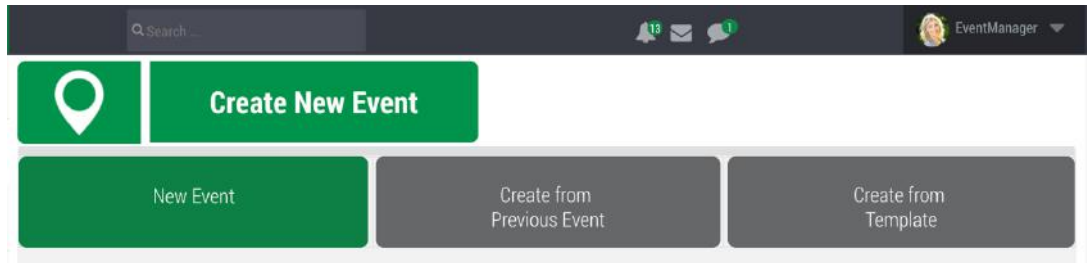 Search ...
13
1
EventManager
Create New Event
New Event
Create from
Previous Event
Create from
Template